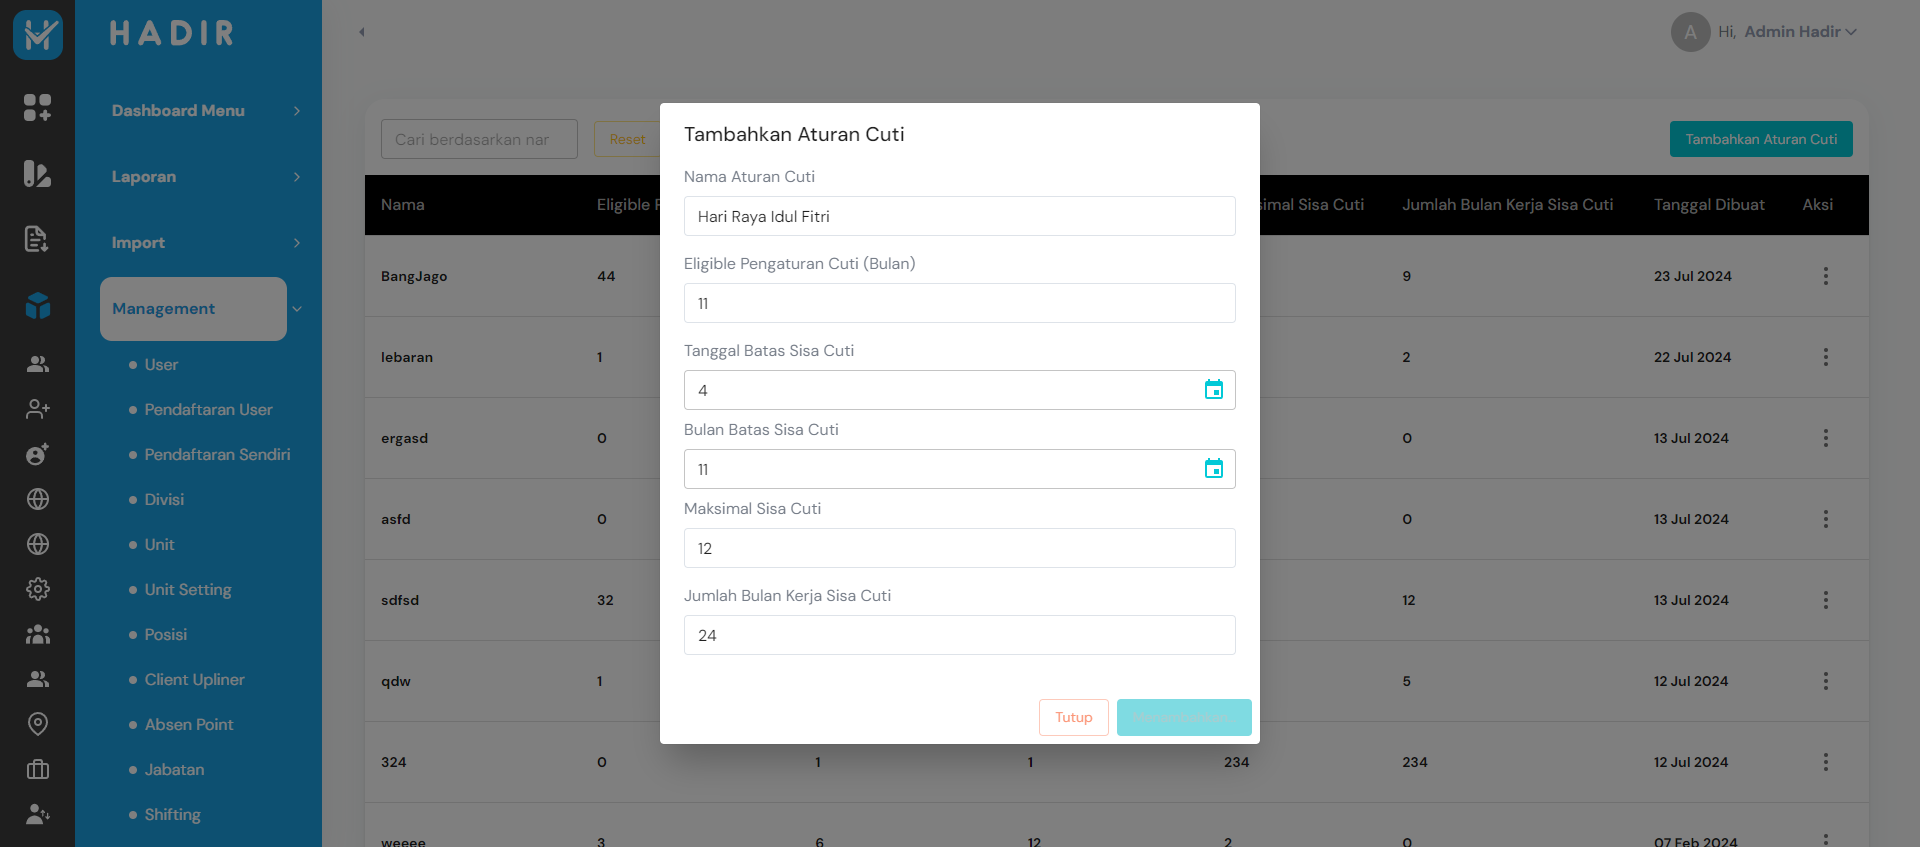 HADIR
Hi, Admin Hadir
A
Dashboard Menu
Laporan
Import
Management
User
Pendaftaran User
Pendaftaran Sendiri
Divisi
Unit
Unit Setting
Posisi
Client Upliner
Absen Point
Jabatan
Shifting
Cari berdasarkan nar
Reset
Tambahkan Aturan Cuti
Nama Eligible imal Sisa Cuti Jumlah Bulan Kerja Sisa Cuti Tanggal Dibuat Aksi
BangJago 44 9 23 Jul 2024
lebaran 1 2 22 Jul 2024
ergasd 0 0 13 Jul 2024
asfd 0 0 13 Jul 2024
sdfsd 32 12 13 Jul 2024
qdw 1 5 12 Jul 2024
324 0 1 1 234 234 12 Jul 2024
weeee 3 6 12 2 0 07 Feb 2024
Tambahkan Aturan Cuti
Nama Aturan Cuti
Hari Raya Idul Fitri
Eligible Pengaturan Cuti (Bulan)
11
Tanggal Batas Sisa Cuti
4
Bulan Batas Sisa Cuti
11
Maksimal Sisa Cuti
12
Jumlah Bulan Kerja Sisa Cuti
24
Tutup